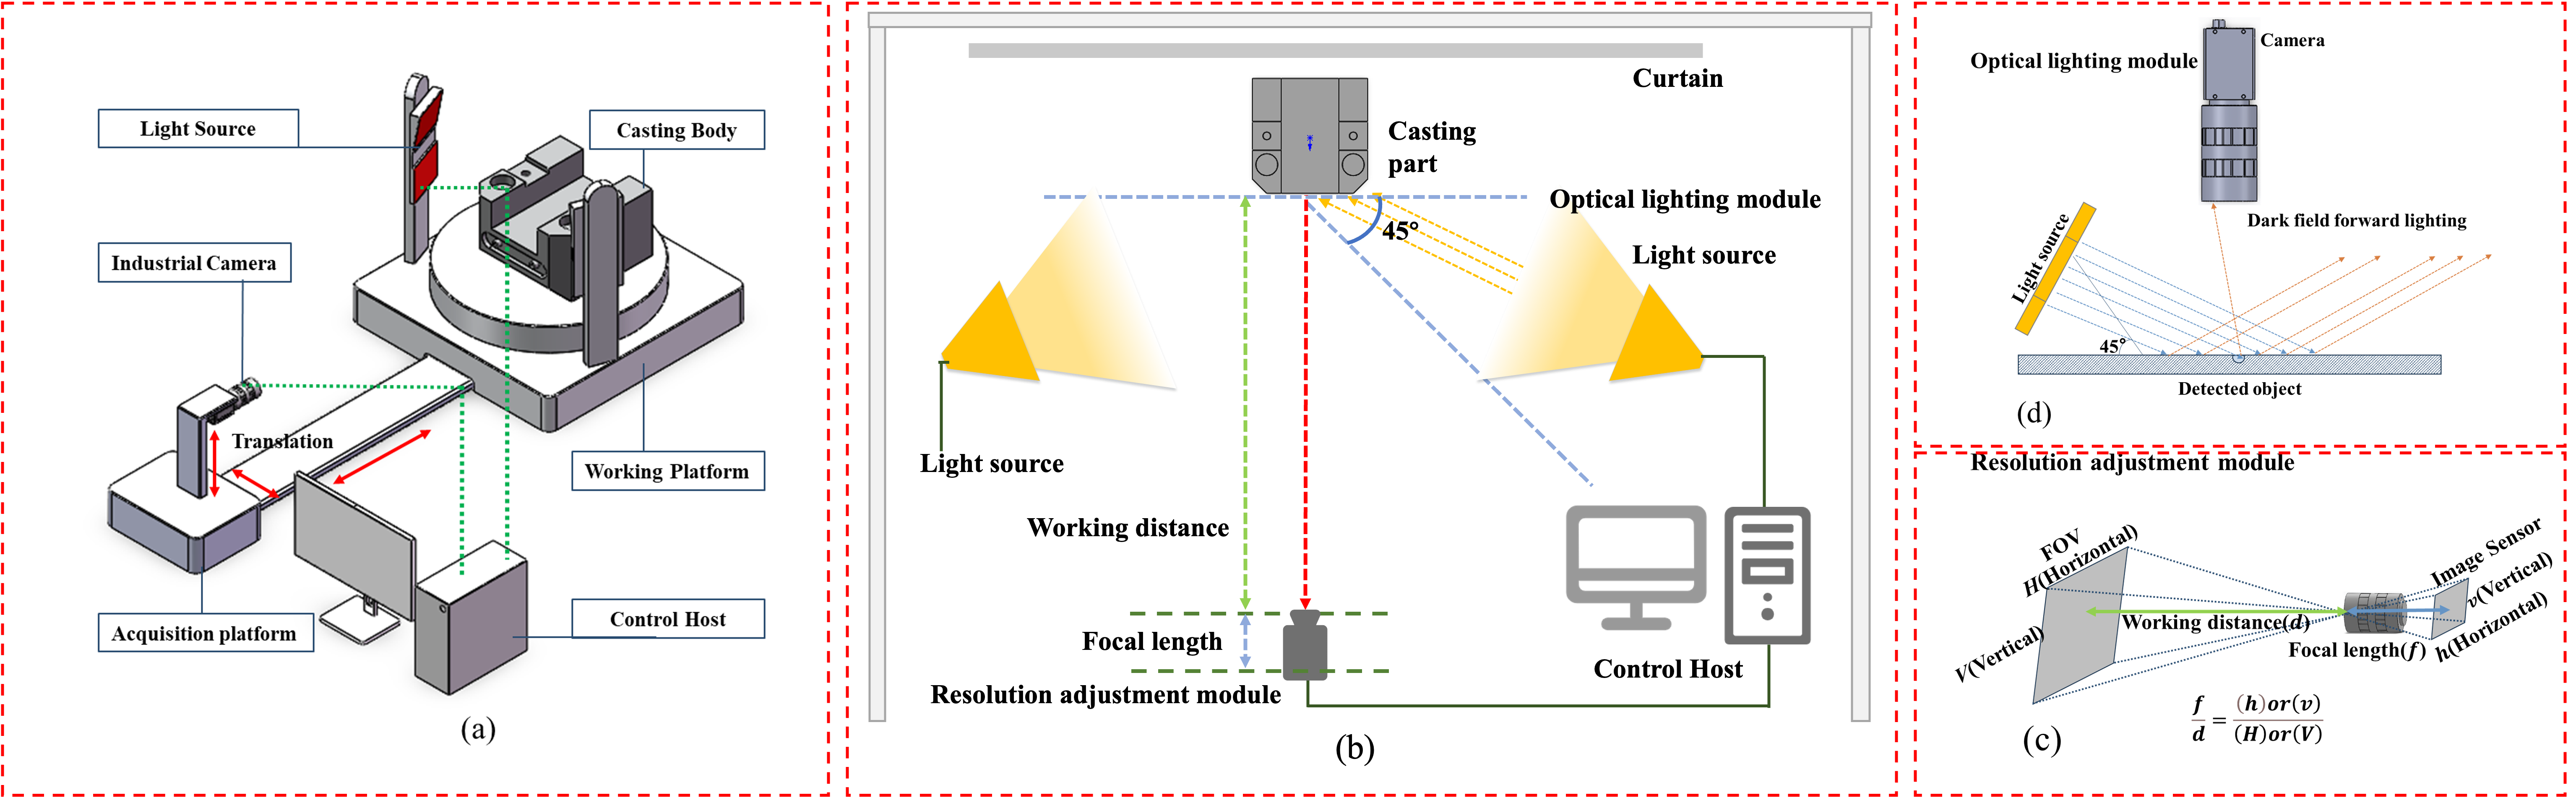 Light Source
Casting Body
Industrial Camera
Translation
Working Platform
Acquisition platform
Control Host
(a)
Curtain
Casting
part
Optical lighting module
45°
Light source
Light source
Working distance
Focal length
Resolution adjustment module
Control Host
(b)
Camera
Optical lighting module
Dark field forward lighting
Light source
45°
Detected object
(d)
Resolution adjustment module
FOV
H(Horizontal)
V(Vertical)
Working distance(d)
Focal length(f)
Image Sensor
v(Vertical)
h(Horizontal)
f/d = (h)or(v)/(H)or(V)
(c)